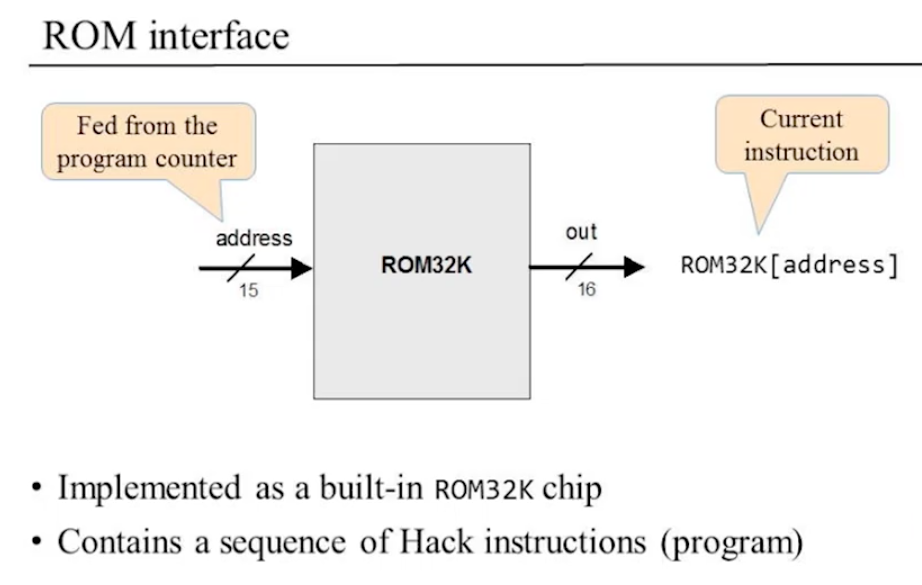 ROM interface
Fed from the
program counter
Current
instruction
address
15
ROM32K
out
16
ROM32K[address]
• Implemented as a built-in ROM32K chip
• Contains a sequence of Hack instructions (program)